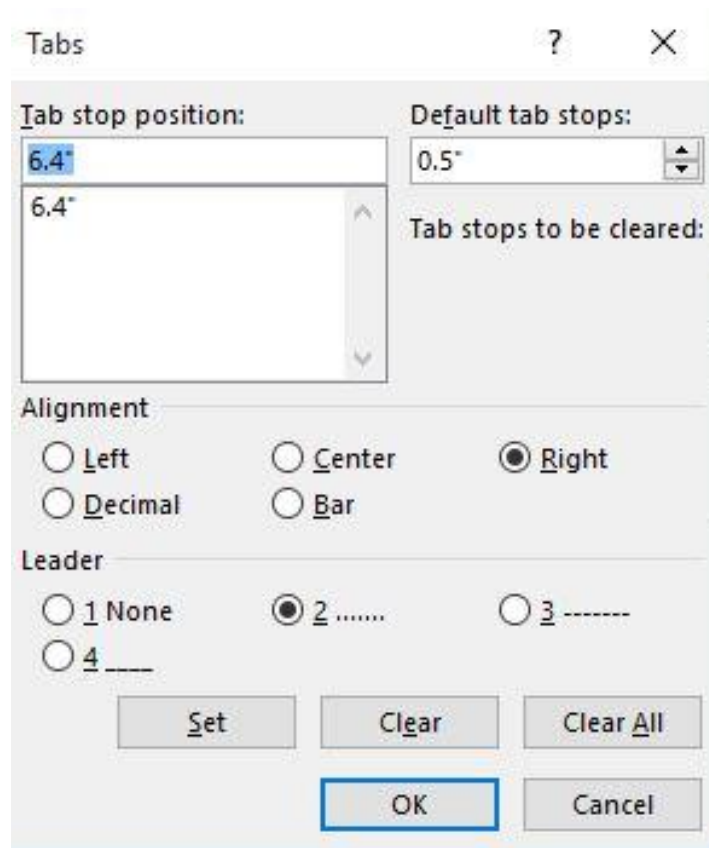 Tabs ?
Tab stop position: Default tab stops:
6.4" 0.5"
6.4"
Tab stops to be cleared:
Alignment
Left Center Right
Decimal Bar
Leader
1 None 2 ....... 3 -------
4 ____
Set Clear Clear All
OK Cancel